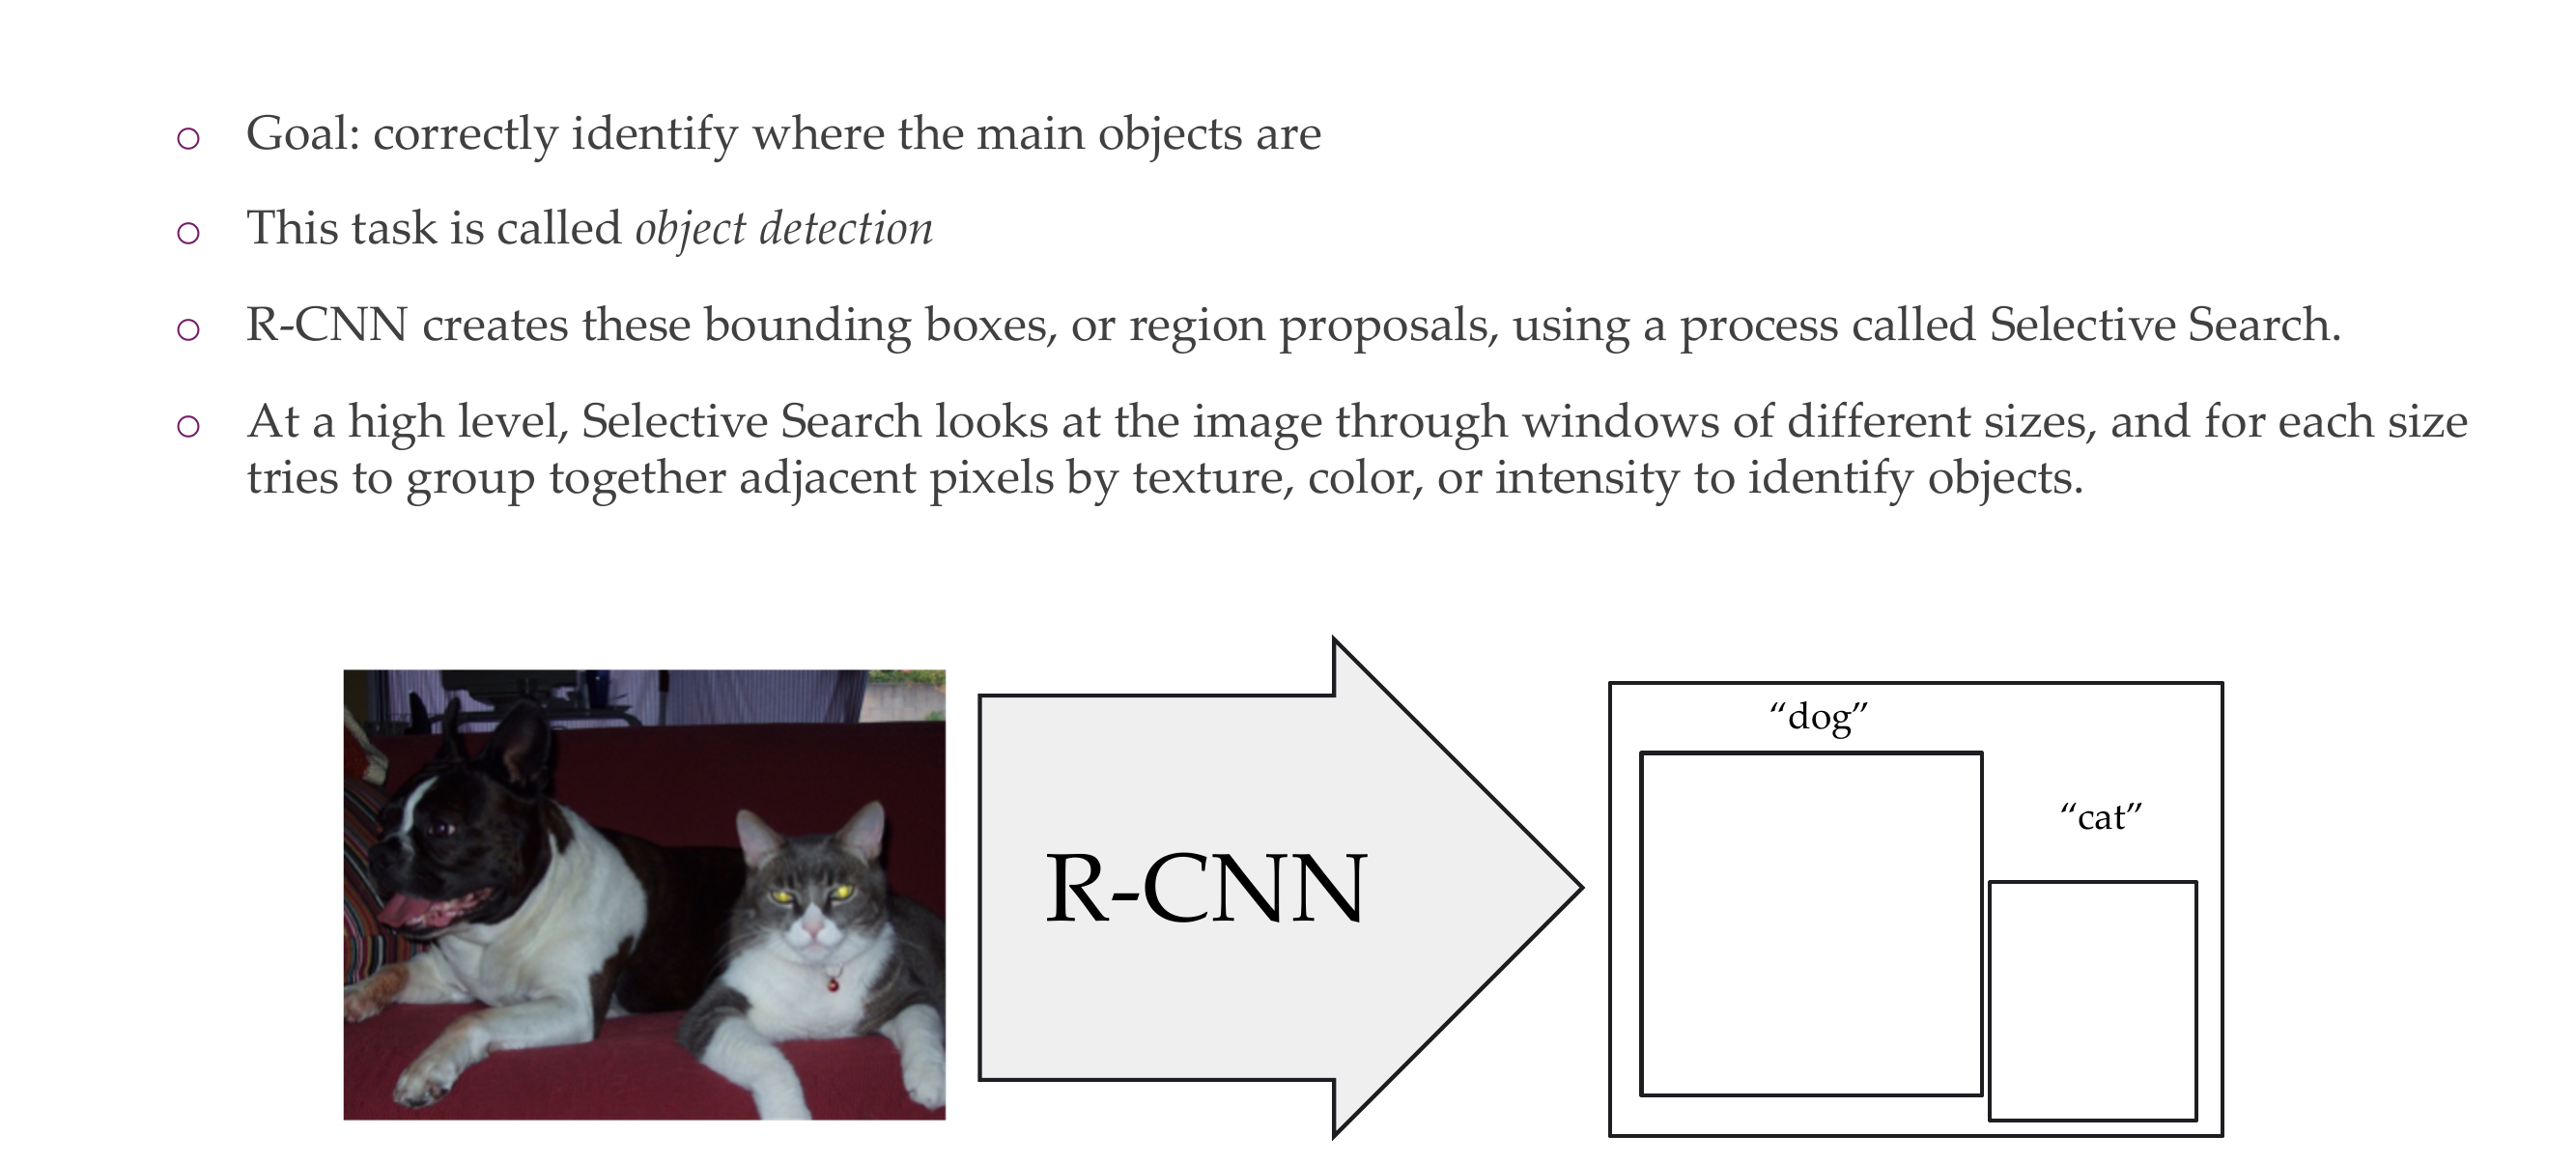 Goal: correctly identify where the main objects are
This task is called object detection
R-CNN creates these bounding boxes, or region proposals, using a process called Selective Search.
At a high level, Selective Search looks at the image through windows of different sizes, and for each size
tries to group together adjacent pixels by texture, color, or intensity to identify objects.
R-CNN
“dog”
“cat”